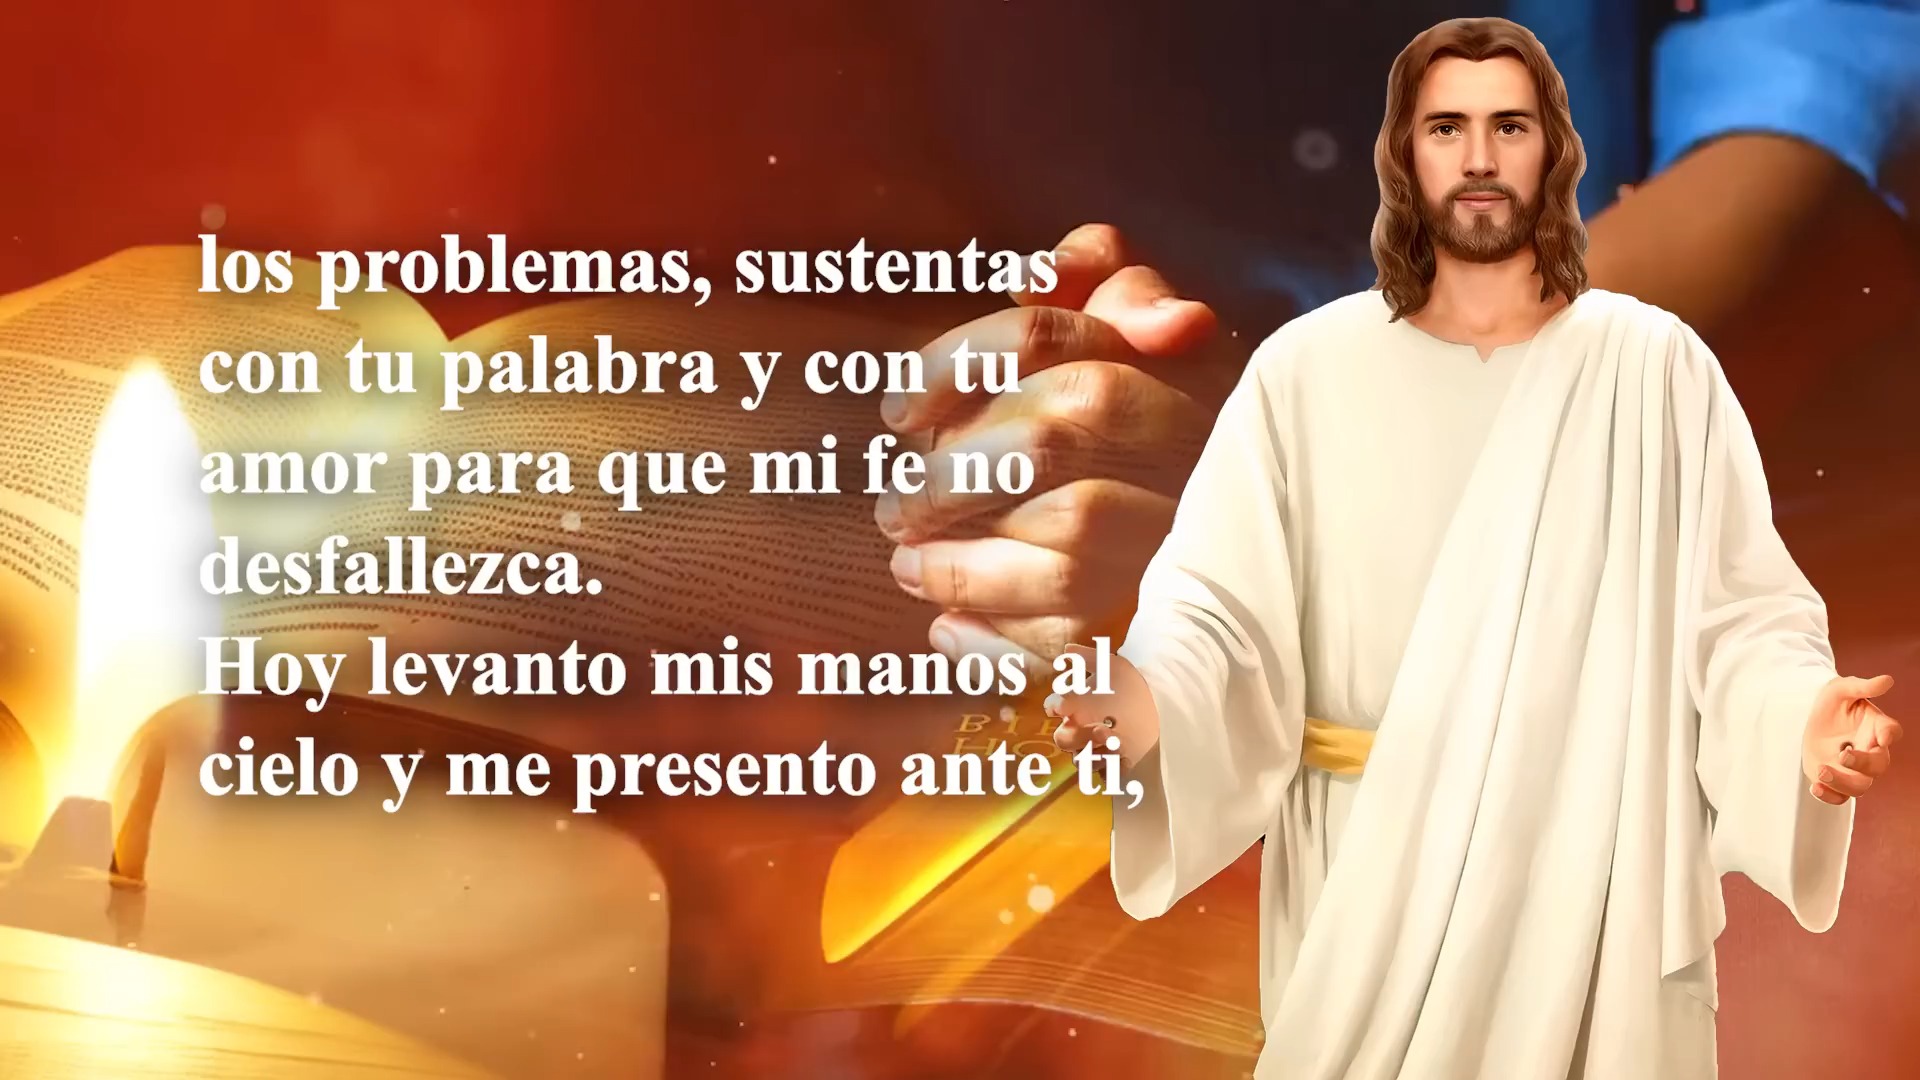 los problemas, sustentas
con tu palabra y con tu
amor para que mi fe no
desfallezca.
Hoy levanto mis manos al
cielo y me presento ante ti,